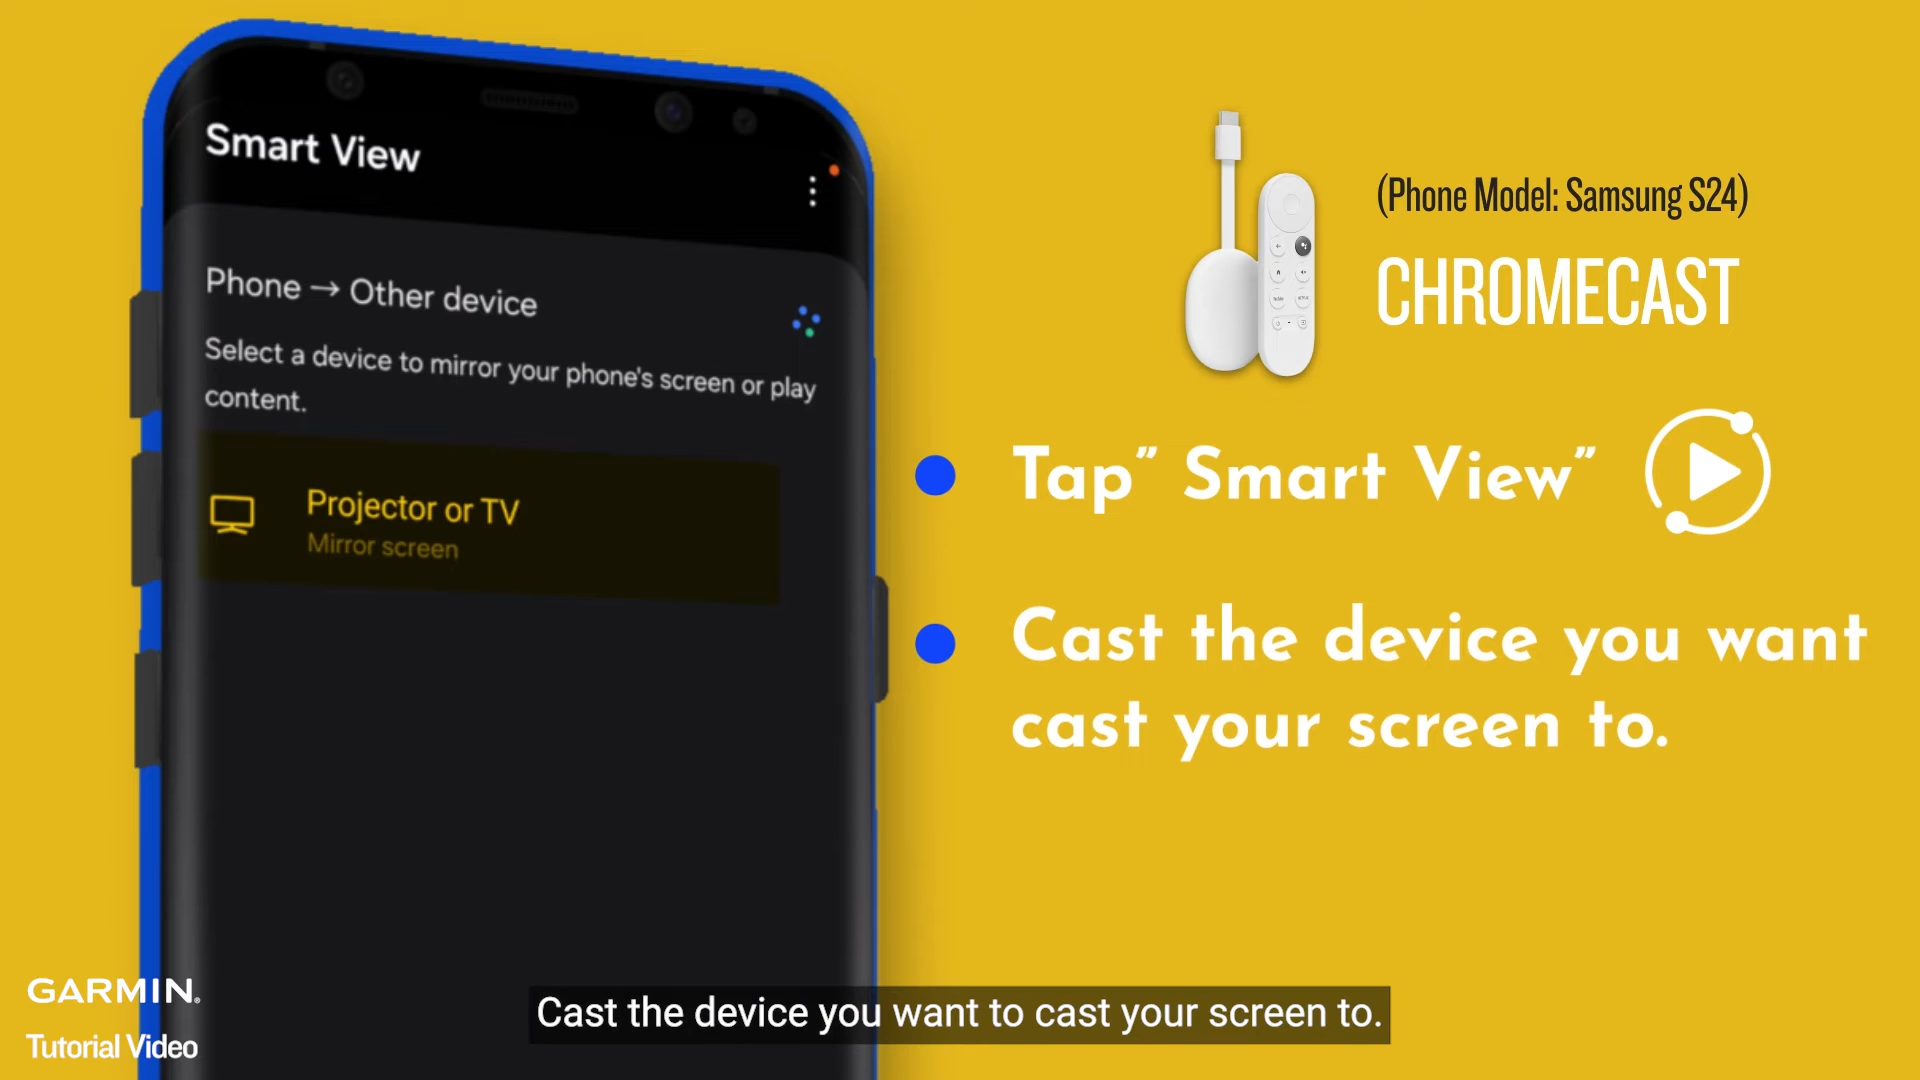 Smart View
Phone → Other device
Select a device to mirror your phone's screen or play
content.
Projector or TV
Mirror screen
(Phone Model: Samsung S24)
CHROMECAST
Tap” Smart View”
Cast the device you want
cast your screen to.
GARMIN
Tutorial Video
Cast the device you want to cast your screen to.